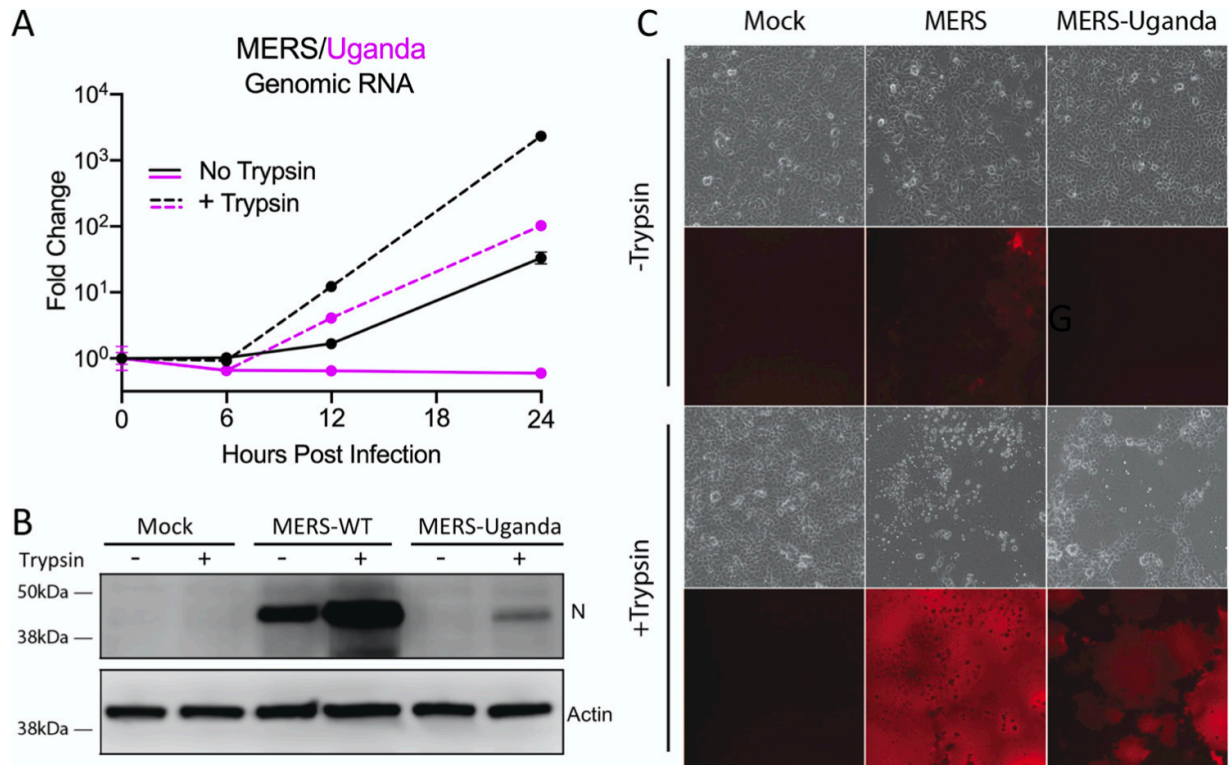 A
MERS/Uganda
Genomic RNA
10⁴
10³
10²
10¹
10⁰
Fold Change
No Trypsin
+ Trypsin
0 6 12 18 24
Hours Post Infection
B
Mock MERS-WT MERS-Uganda
Trypsin - + - + - +
50kDa
38kDa
N
38kDa
Actin
C
Mock MERS MERS-Uganda
-Trypsin
G
+Trypsin